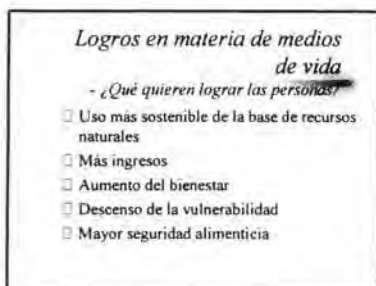 Logros en materia de medios
de vida
- ¿Qué quieren lograr las personas?
Uso más sostenible de la base de recursos
naturales
Más ingresos
Aumento del bienestar
Descenso de la vulnerabilidad
Mayor seguridad alimenticia